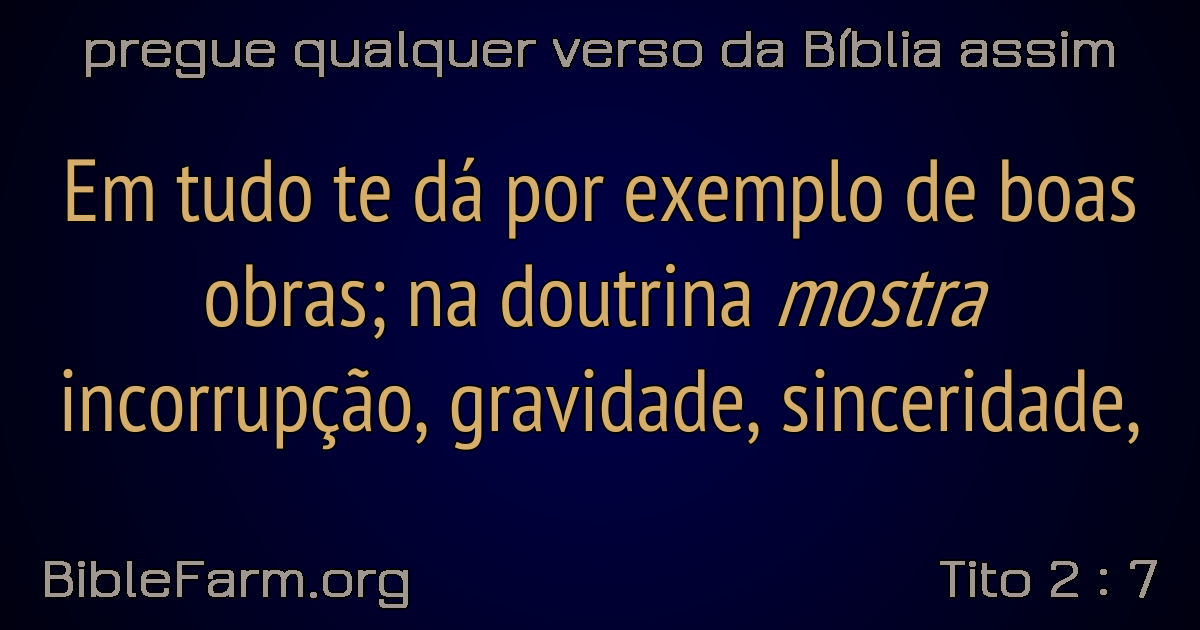 pregue qualquer verso da Bíblia assim
Em tudo te dá por exemplo de boas
obras; na doutrina mostra
incorrupção, gravidade, sinceridade,
BibleFarm.org
Tito 2 : 7